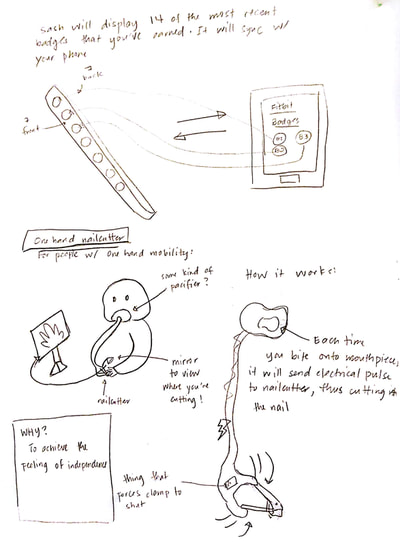 Sash will display 14 of the most recent
badges that you've earned. It will sync w/
your phone
back
front
Fitbit
Badges
One hand nailcutter
For people w/ one hand mobility:
some kind of
pacifier?
How it works:
mirror
to view
where you're
cutting!
nailcutter
Each time
you bite onto mouthpiece,
it will send electrical pulse
to nailcutter, thus cutting
the nail
WHY?
To achieve the
feeling of independence
thing that
forces clamp to
shut